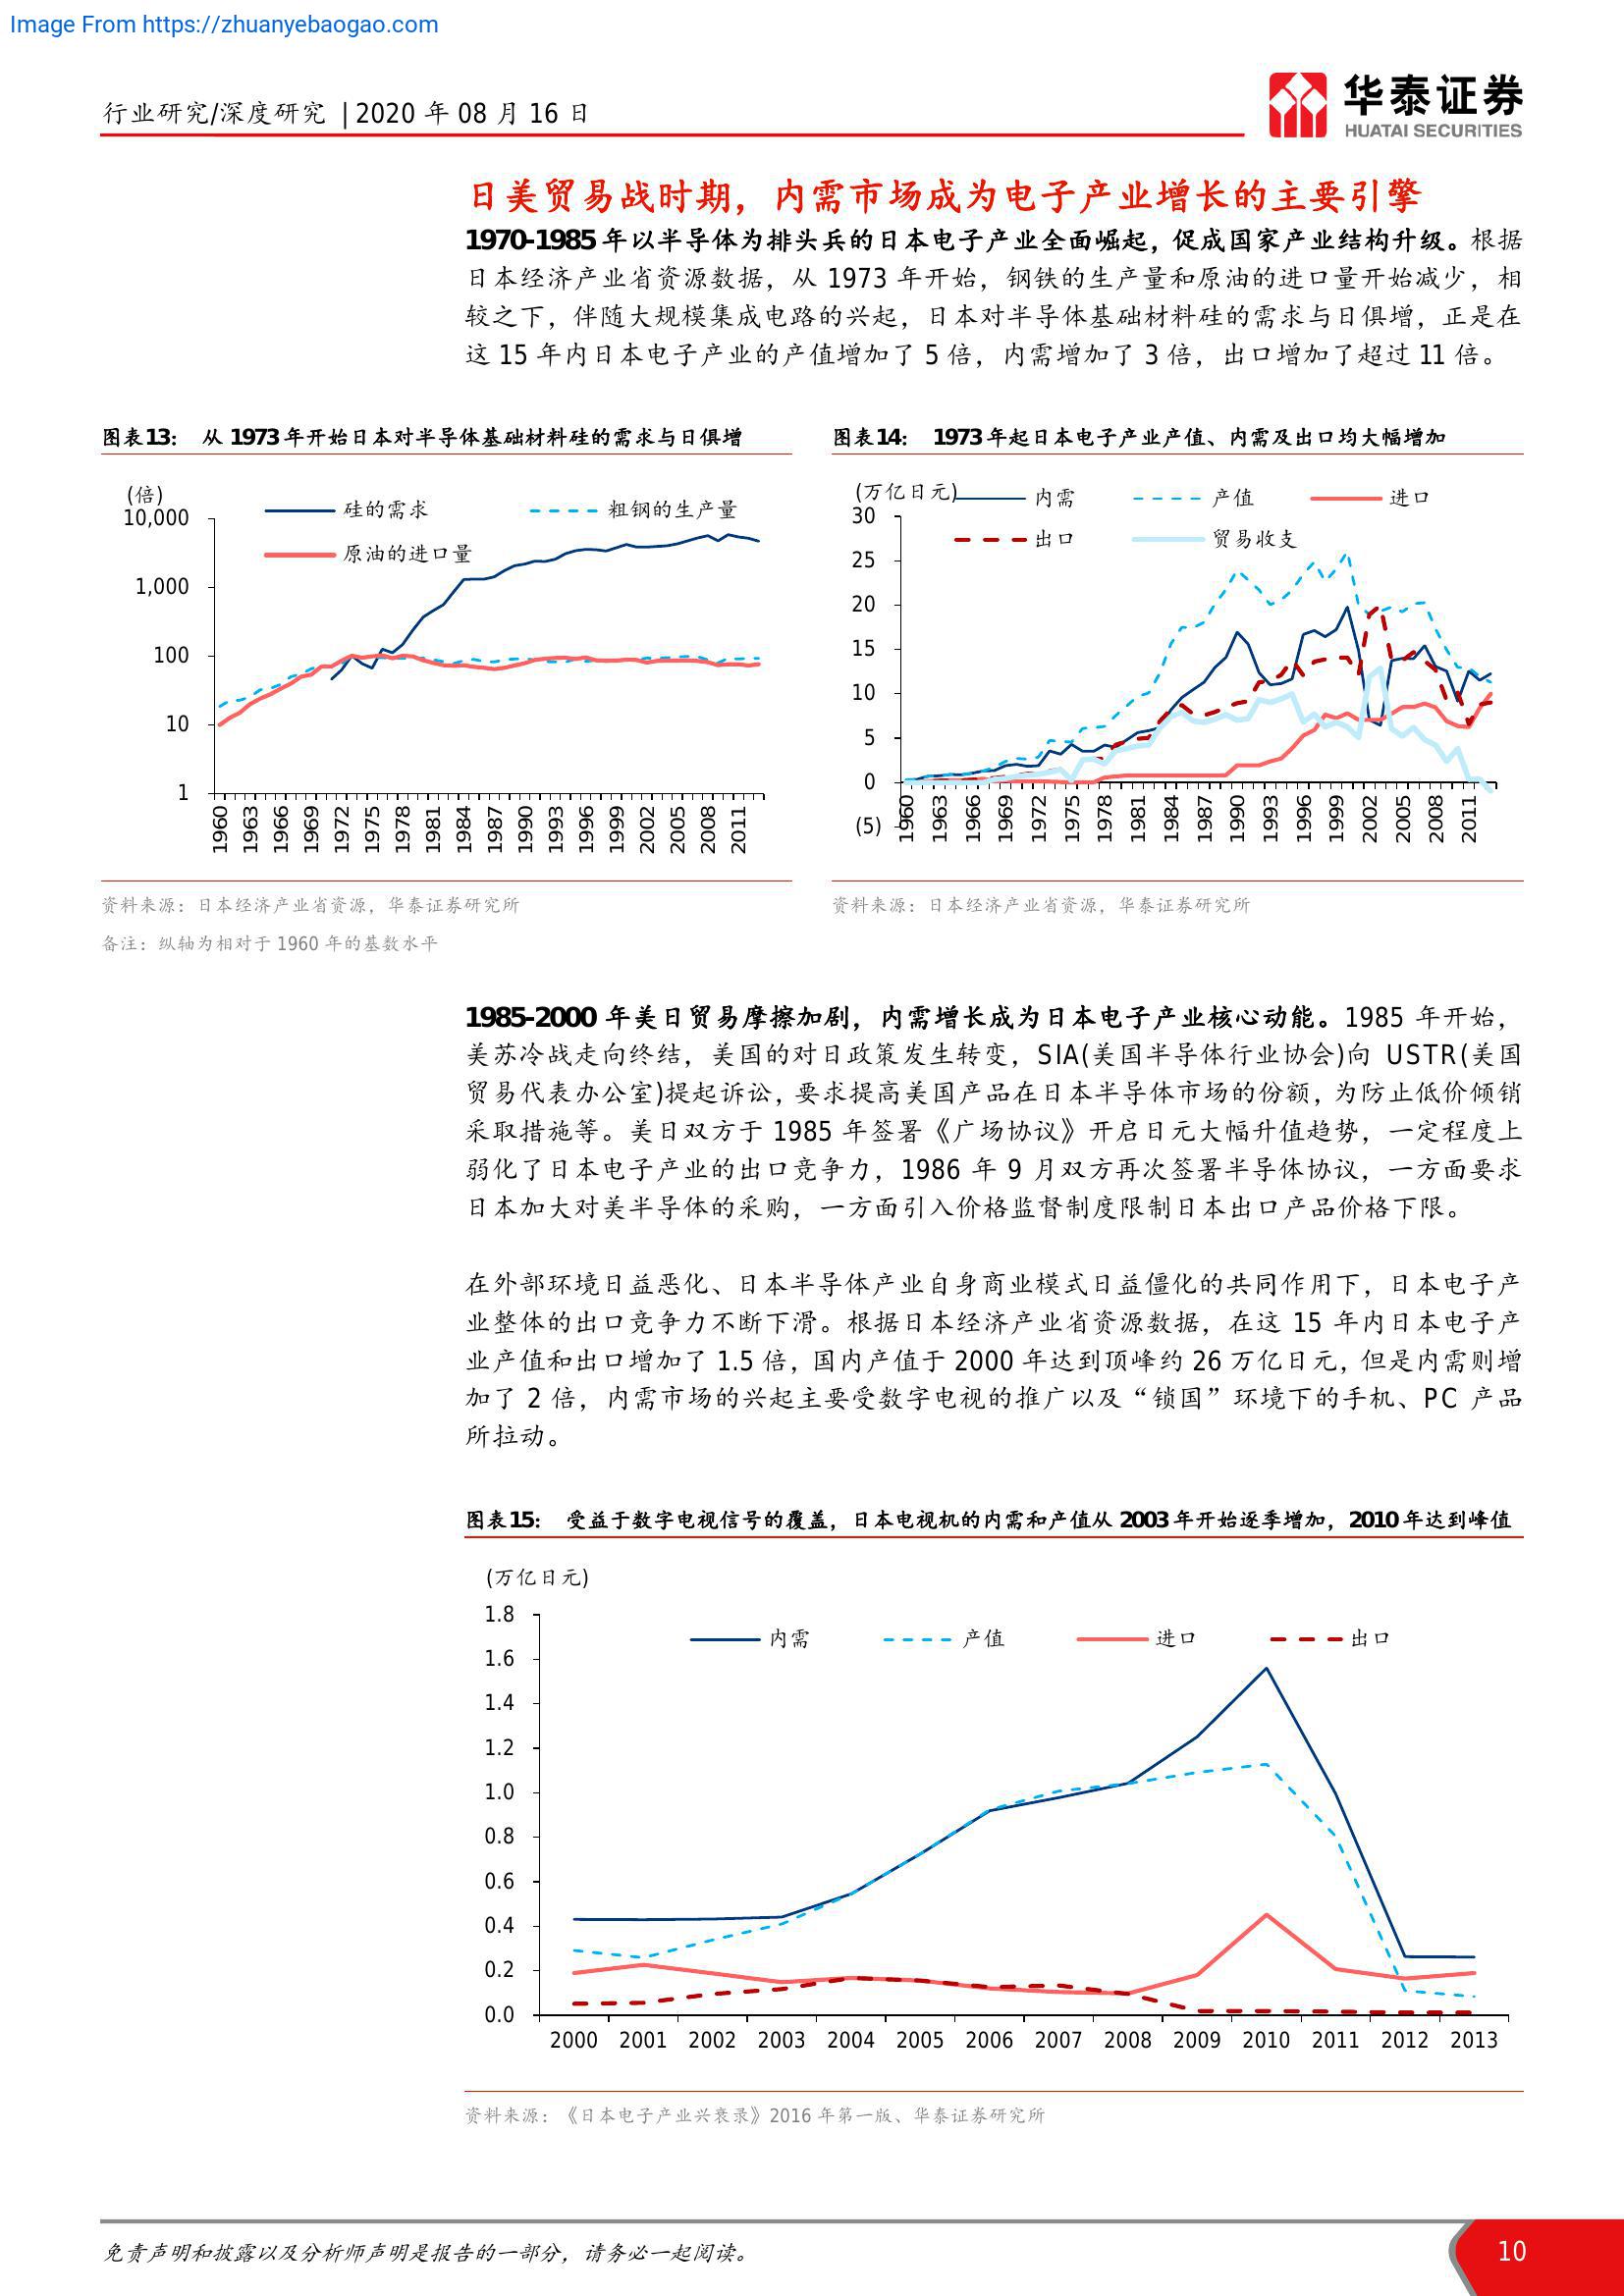 Image From https://zhuanyebaogao.com
行业研究/深度研究 | 2020 年 08 月 16 日
华泰证券
HUATAI SECURITIES
日美贸易战时期，内需市场成为电子产业增长的主要引擎
1970-1985 年以半导体为排头兵的日本电子产业全面崛起，促成国家产业结构升级。根据
日本经济产业省资源数据，从 1973 年开始，钢铁的生产量和原油的进口量开始减少，相
较之下，伴随大规模集成电路的兴起，日本对半导体基础材料硅的需求与日俱增，正是在
这 15 年内日本电子产业的产值增加了 5 倍，内需增加了 3 倍，出口增加了超过 11 倍。
图表13： 从 1973 年开始日本对半导体基础材料硅的需求与日俱增
(倍)
硅的需求 粗钢的生产量
原油的进口量
10,000
1,000
100
10
1
1960 1963 1966 1969 1972 1975 1978 1981 1984 1987 1990 1993 1996 1999 2002 2005 2008 2011
资料来源：日本经济产业省资源，华泰证券研究所
备注：纵轴为相对于 1960 年的基数水平
图表14： 1973 年起日本电子产业产值、内需及出口均大幅增加
(万亿日元)
内需 产值 进口
出口 贸易收支
30
25
20
15
10
5
0
(5)
1960 1963 1966 1969 1972 1975 1978 1981 1984 1987 1990 1993 1996 1999 2002 2005 2008 2011
资料来源：日本经济产业省资源，华泰证券研究所
1985-2000 年美日贸易摩擦加剧，内需增长成为日本电子产业核心动能。1985 年开始，
美苏冷战走向终结，美国的对日政策发生转变，SIA(美国半导体行业协会)向 USTR(美国
贸易代表办公室)提起诉讼，要求提高美国产品在日本半导体市场的份额，为防止低价倾销
采取措施等。美日双方于 1985 年签署《广场协议》开启日元大幅升值趋势，一定程度上
弱化了日本电子产业的出口竞争力，1986 年 9 月双方再次签署半导体协议，一方面要求
日本加大对美半导体的采购，一方面引入价格监督制度限制日本出口产品价格下限。
在外部环境日益恶化、日本半导体产业自身商业模式日益僵化的共同作用下，日本电子产
业整体的出口竞争力不断下滑。根据日本经济产业省资源数据，在这 15 年内日本电子产
业产值和出口增加了 1.5 倍，国内产值于 2000 年达到顶峰约 26 万亿日元，但是内需则增
加了 2 倍，内需市场的兴起主要受数字电视的推广以及“锁国”环境下的手机、PC 产品
所拉动。
图表15： 受益于数字电视信号的覆盖，日本电视机的内需和产值从 2003 年开始逐季增加，2010 年达到峰值
(万亿日元)
内需 产值 进口 出口
1.8
1.6
1.4
1.2
1.0
0.8
0.6
0.4
0.2
0.0
2000 2001 2002 2003 2004 2005 2006 2007 2008 2009 2010 2011 2012 2013
资料来源：《日本电子产业兴衰录》2016 年第一版、华泰证券研究所
免责声明和披露以及分析师声明是报告的一部分，请务必一起阅读。
10